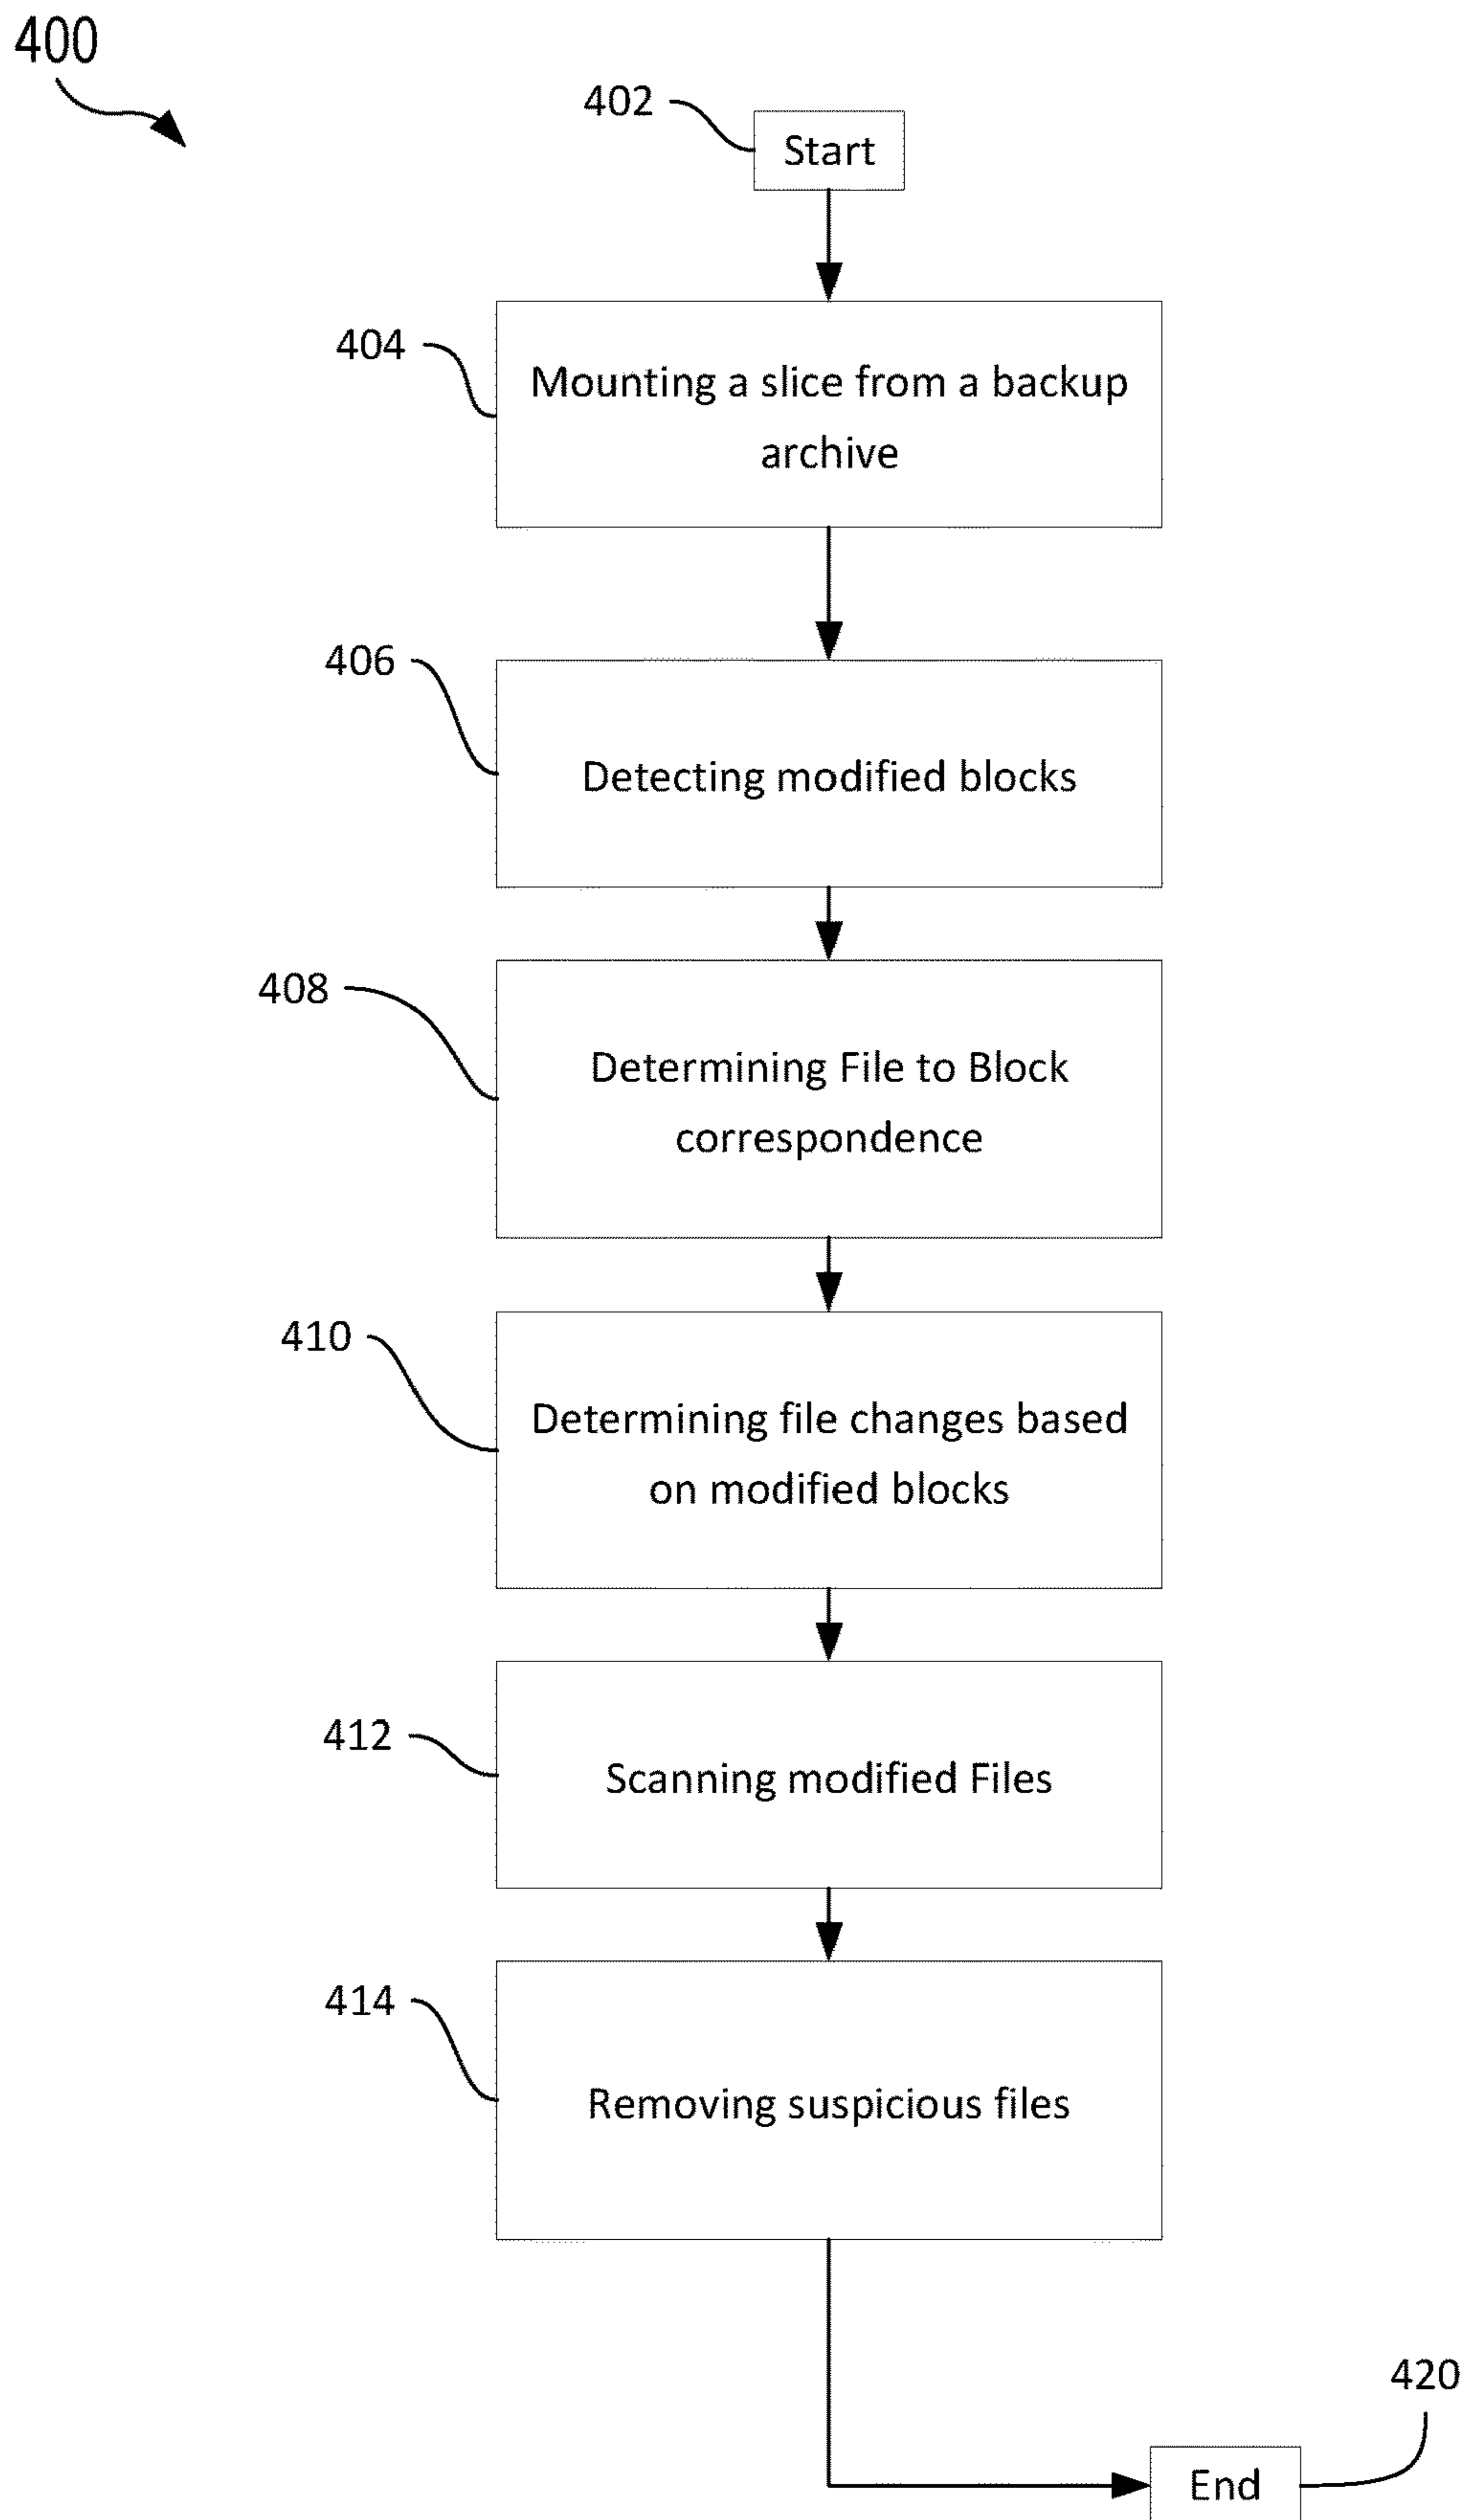 400
402
Start
404
Mounting a slice from a backup
archive
406
Detecting modified blocks
408
Determining File to Block
correspondence
410
Determining file changes based
on modified blocks
412
Scanning modified Files
414
Removing suspicious files
420
End